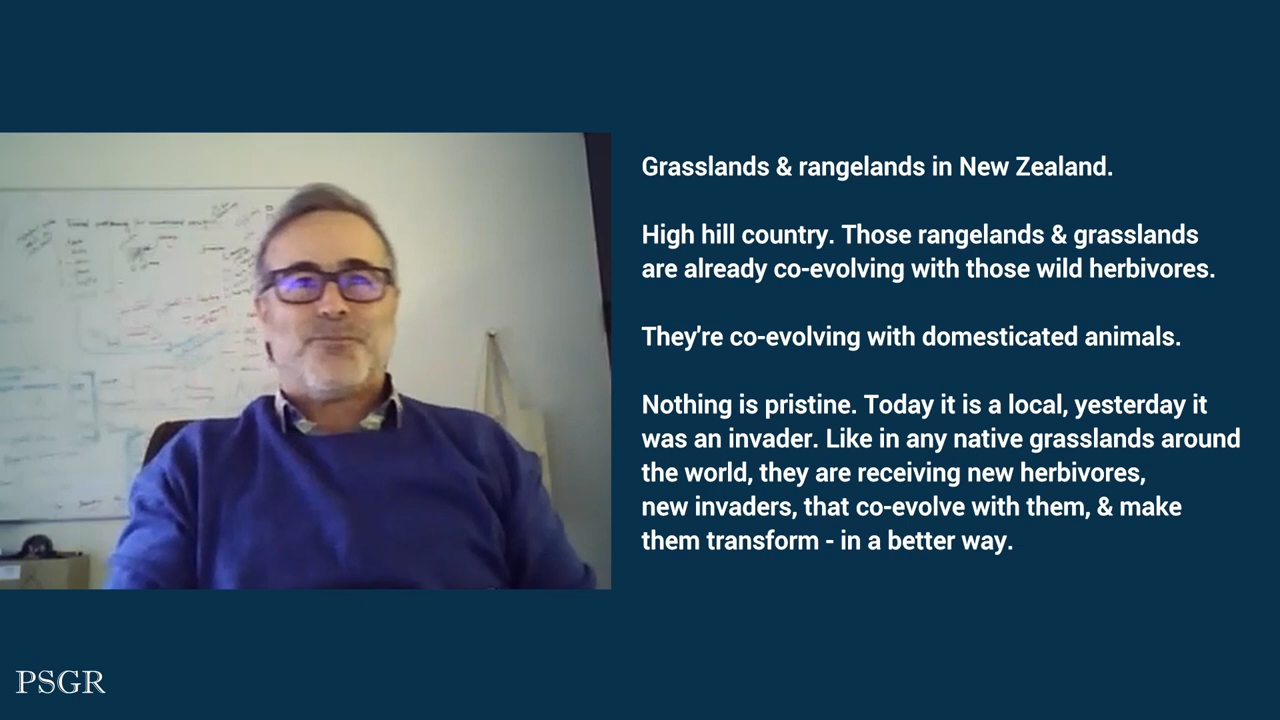 Grasslands & rangelands in New Zealand.
High hill country. Those rangelands & grasslands
are already co-evolving with those wild herbivores.
They're co-evolving with domesticated animals.
Nothing is pristine. Today it is a local, yesterday it
was an invader. Like in any native grasslands around
the world, they are receiving new herbivores,
new invaders, that co-evolve with them, & make
them transform - in a better way.
PSGR